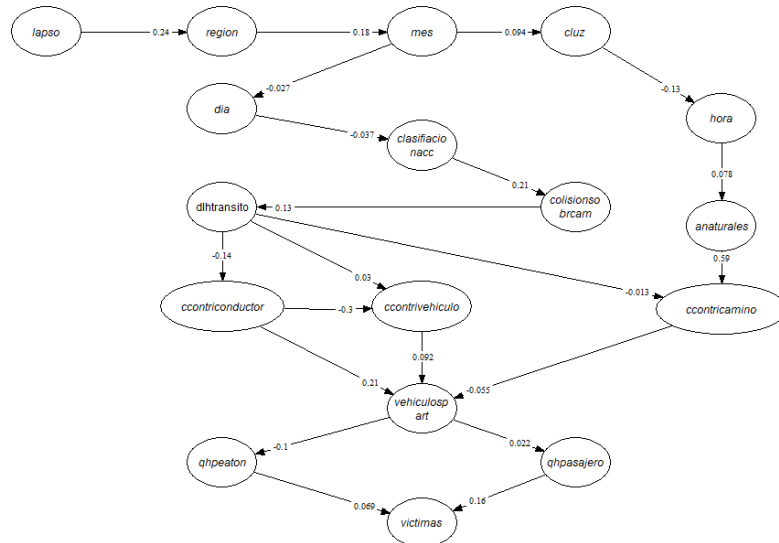 lapso
0.24
region
0.18
mes
0.094
cluz
-0.027
-0.13
dia
hora
-0.037
clasifiacio
nacc
0.078
0.21
dlhtransito
0.13
colisionso
brcam
anaturales
-0.14
0.03
-0.013
0.59
ccontriconductor
-0.3
ccontrivehiculo
ccontricamino
0.092
0.21
-0.055
vehiculosp
art
-0.1
0.022
qhpeaton
qhpasajero
0.069
0.16
victimas